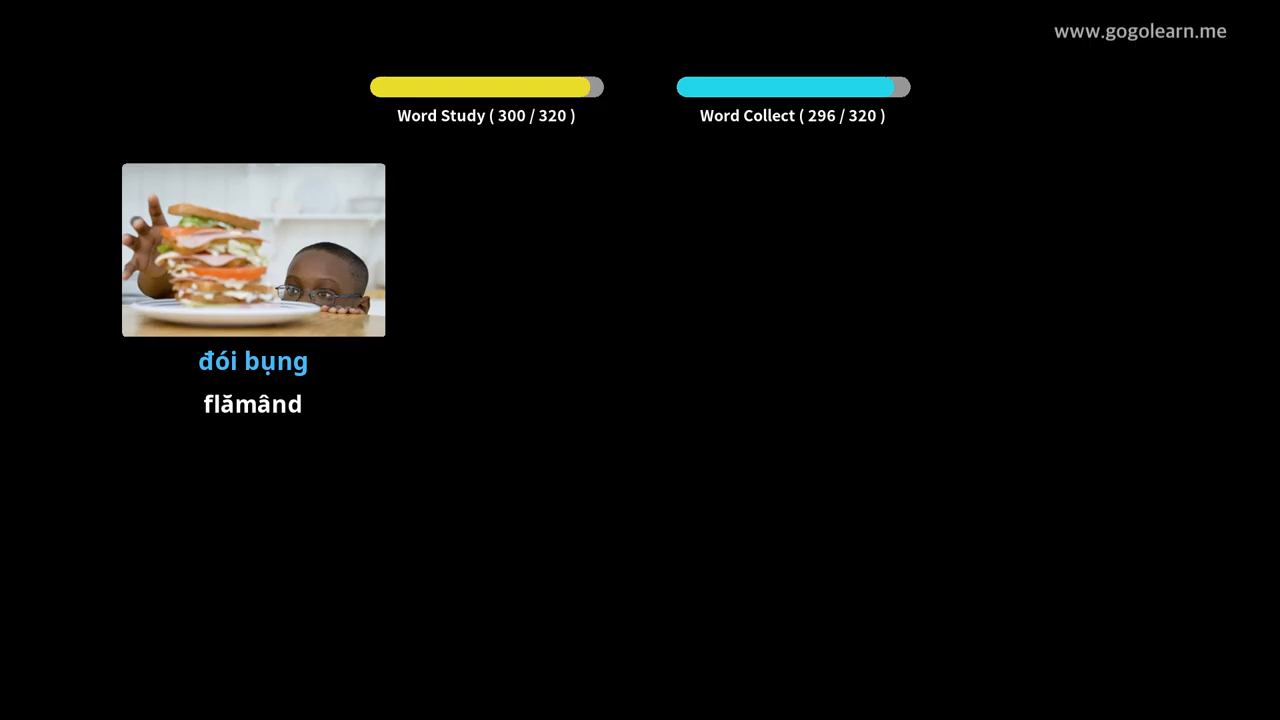 www.gogolearn.me
Word Study ( 300 / 320 )
Word Collect ( 296 / 320 )
đói bụng
flămând